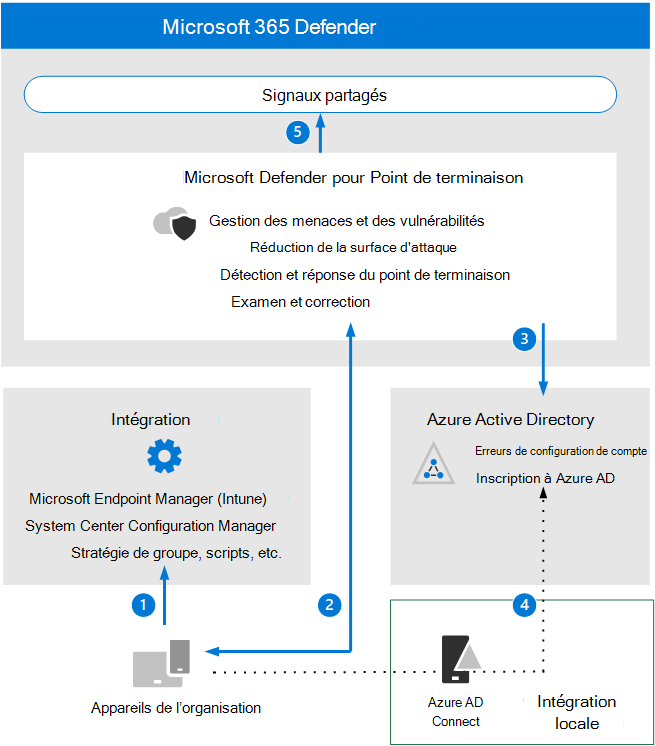 Microsoft 365 Defender
Signaux partagés
5
Microsoft Defender pour Point de terminaison
Gestion des menaces et des vulnérabilités
Réduction de la surface d'attaque
Détection et réponse du point de terminaison
Examen et correction
3
Intégration
Microsoft Endpoint Manager (Intune)
System Center Configuration Manager
Stratégie de groupe, scripts, etc.
Azure Active Directory
Erreurs de configuration de compte
Inscription à Azure AD
1
2
4
Appareils de l’organisation
Azure AD
Connect
Intégration
locale